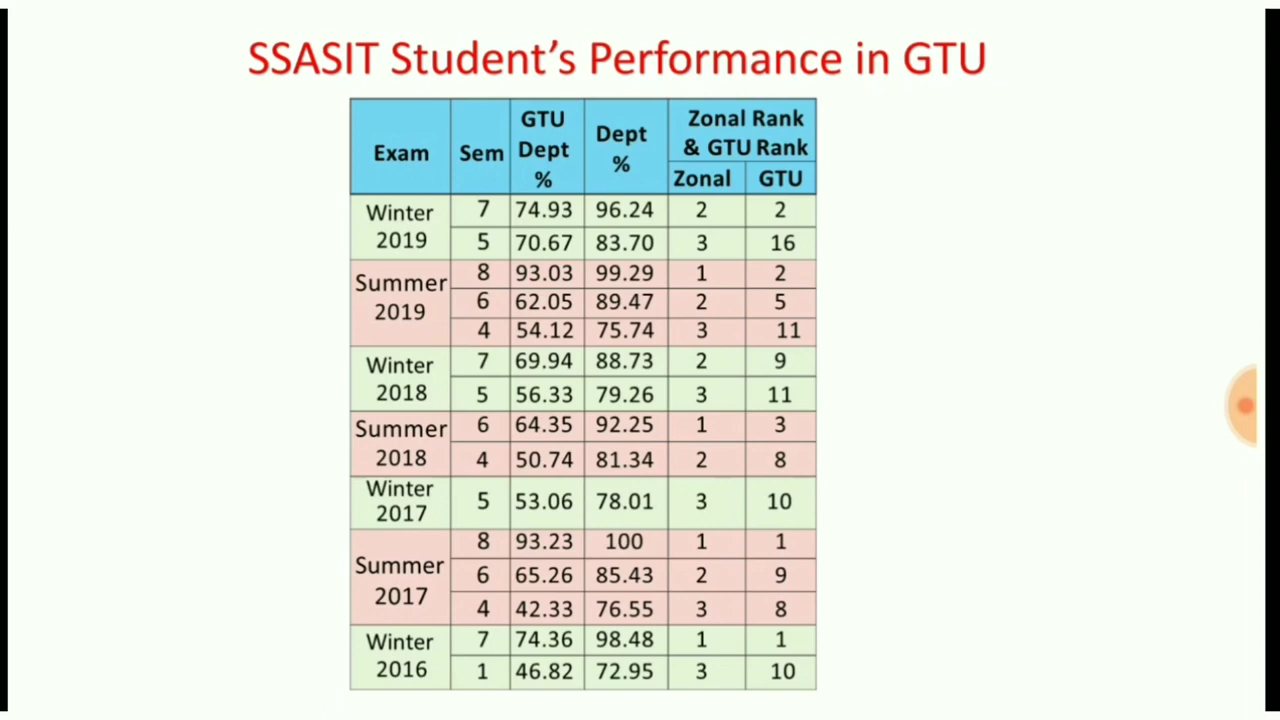 SSASIT Student's Performance in GTU
Exam Sem GTU Dept % Dept % Zonal Rank & GTU Rank
Zonal GTU
Winter 2019 7 74.93 96.24 2 2
5 70.67 83.70 3 16
Summer 2019 8 93.03 99.29 1 2
6 62.05 89.47 2 5
4 54.12 75.74 3 11
Winter 2018 7 69.94 88.73 2 9
5 56.33 79.26 3 11
Summer 2018 6 64.35 92.25 1 3
4 50.74 81.34 2 8
Winter 2017 5 53.06 78.01 3 10
Summer 2017 8 93.23 100 1 1
6 65.26 85.43 2 9
4 42.33 76.55 3 8
Winter 2016 7 74.36 98.48 1 1
1 46.82 72.95 3 10